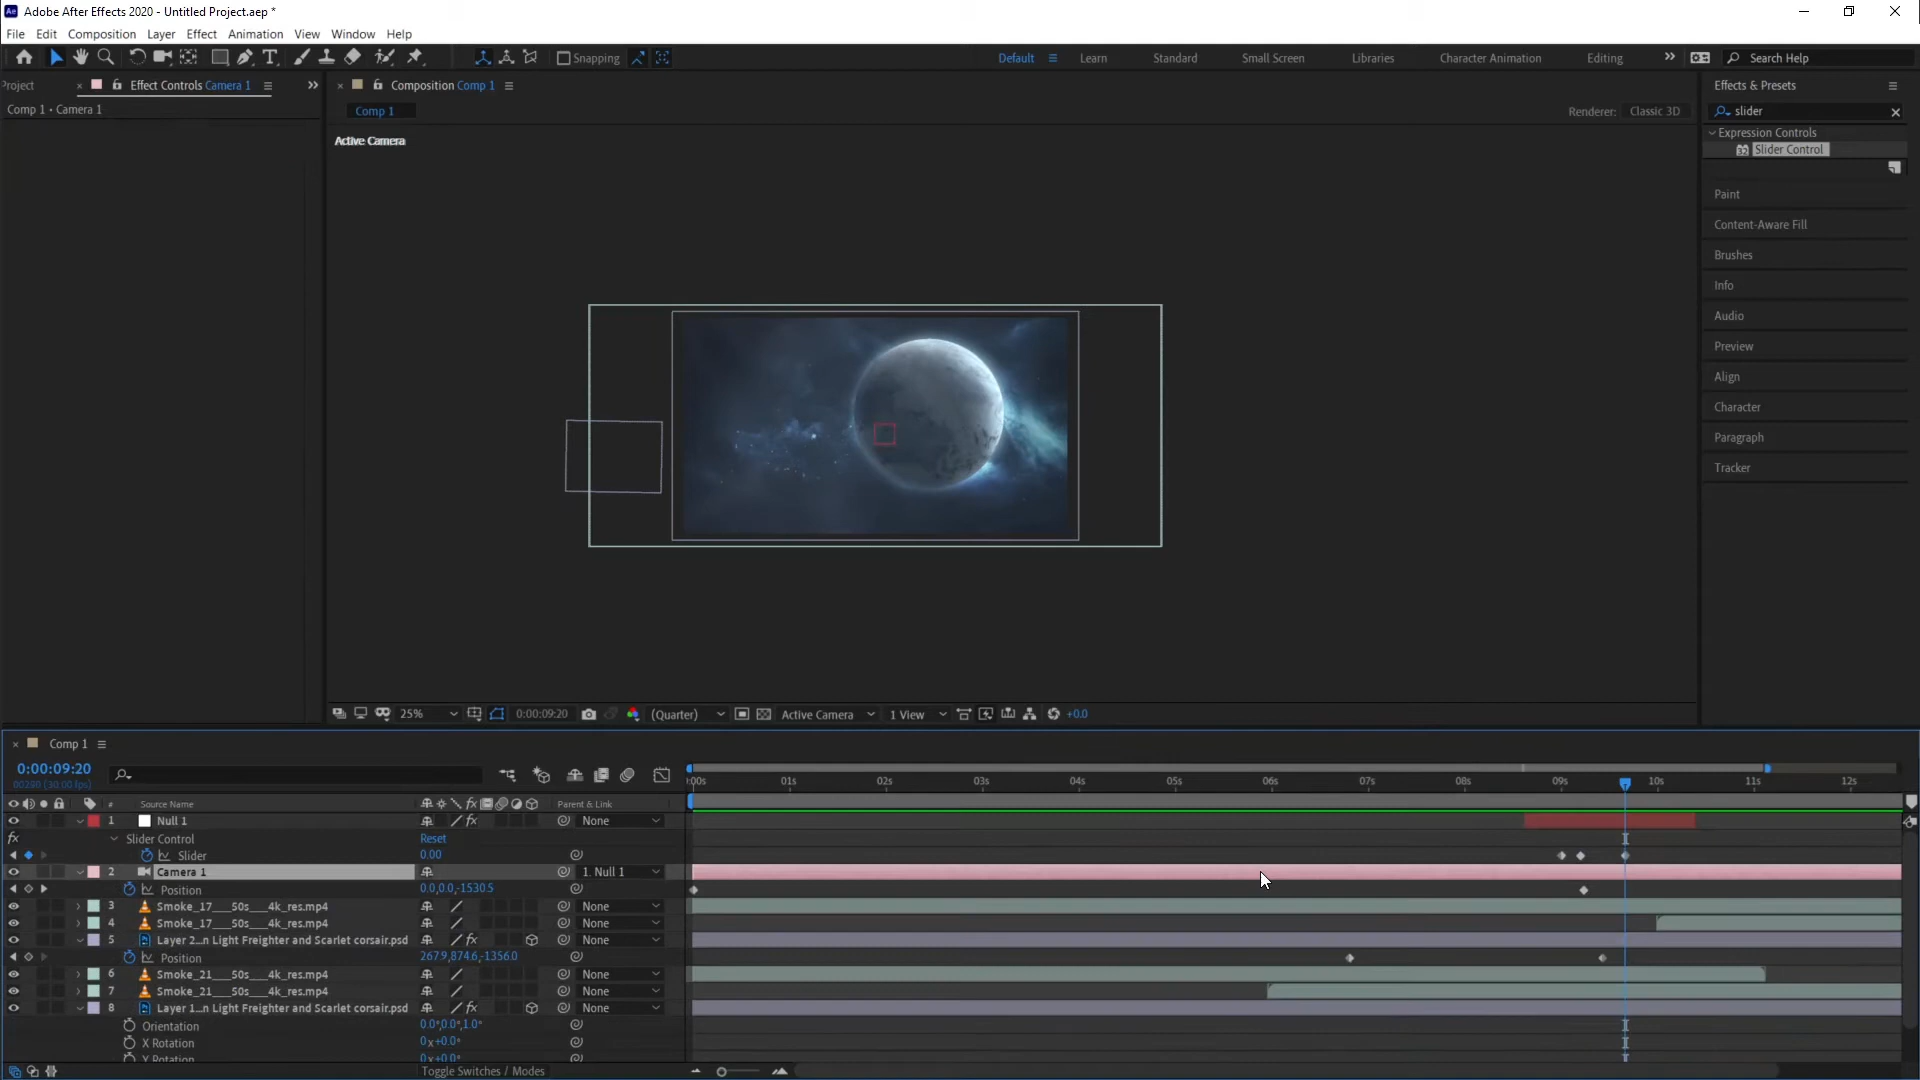 Adobe After Effects 2020 - Untitled Project.aep *
File Edit Composition Layer Effect Animation View Window Help
Snapping
Default Learn Standard Small Screen Libraries Character Animation Editing Search Help
Project Effect Controls Camera 1
Composition Comp 1
Effects & Presets
Comp 1 • Camera 1
Comp 1
Renderer: Classic 3D
slider
Active Camera
Expression Controls
Slider Control
Paint
Content-Aware Fill
Brushes
Info
Audio
Preview
Align
Character
Paragraph
Tracker
25% 0:00:09:20 (Quarter) Active Camera 1 View +0.0
Comp 1
0:00:09:20
00290 (30.00 fps)
:00s 01s 02s 03s 04s 05s 06s 07s 08s 09s 10s 11s 12s
# Source Name Parent & Link
1 Null 1 None
Slider Control Reset
Slider 0.00
2 Camera 1 1. Null 1
Position 0.0,0.0,-1530.5
3 Smoke_17___50s___4k_res.mp4 None
4 Smoke_17___50s___4k_res.mp4 None
5 Layer 2...n Light Freighter and Scarlet corsair.psd None
Position 267.9,874.6,-1356.0
6 Smoke_21___50s___4k_res.mp4 None
7 Smoke_21___50s___4k_res.mp4 None
8 Layer 1...n Light Freighter and Scarlet corsair.psd None
Orientation 0.0°,0.0°,1.0°
X Rotation 0x+0.0°
Y Rotation 0x+0.0°
Toggle Switches / Modes